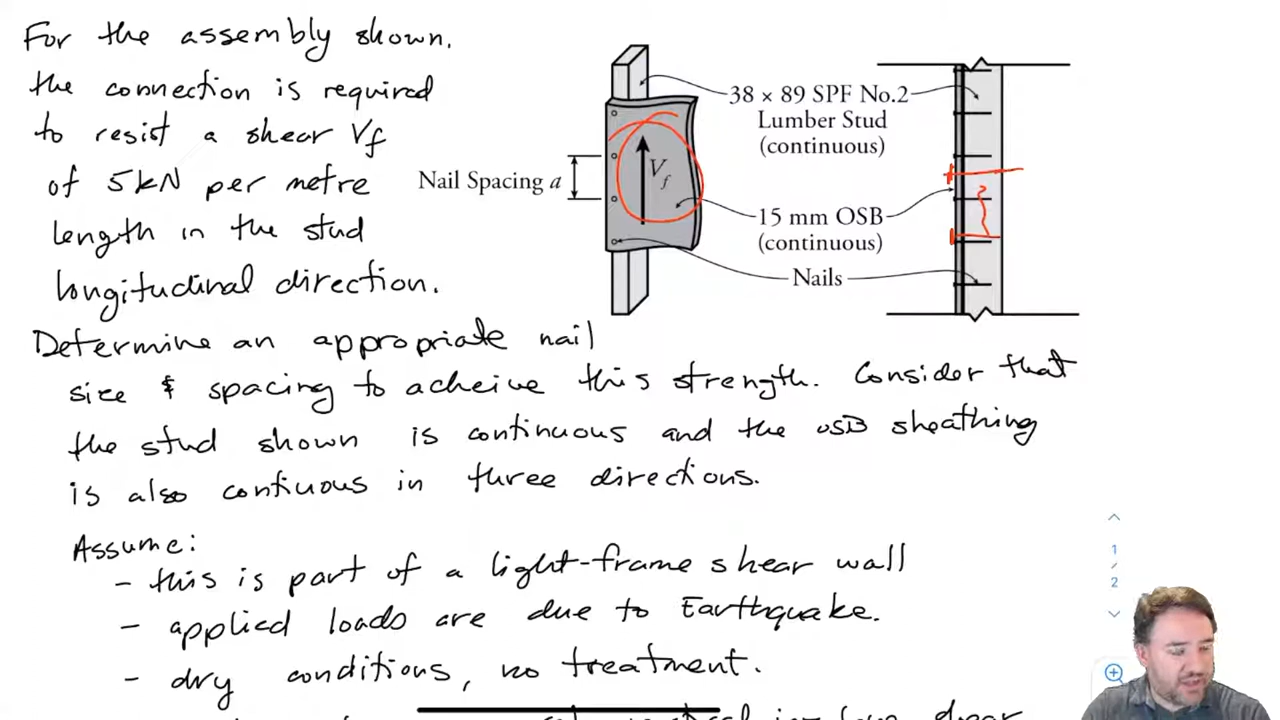 For the assembly shown.
the connection is required
to resist a shear Vf
of 5kN per metre
length in the stud
longitudinal direction.
38 × 89 SPF No.2
Lumber Stud
(continuous)
Nail Spacing a
Vf
15 mm OSB
(continuous)
Nails
Determine an appropriate nail
size & spacing to acheive this strength. Consider that
the stud shown is continuous and the OSB sheathing
is also contiuous in three directions.
Assume:
- this is part of a light-frame shear wall
- applied loads are due to Earthquake.
- dry conditions, no treatment.
1
/
2